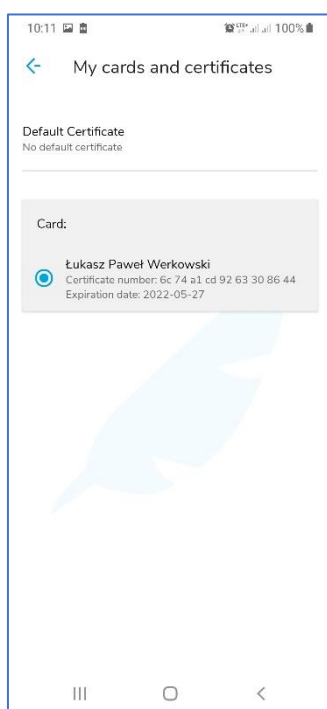 10:11 100%
My cards and certificates
Default Certificate
No default certificate
Card:
Łukasz Paweł Werkowski
Certificate number: 6c 74 a1 cd 92 63 30 86 44
Expiration date: 2022-05-27